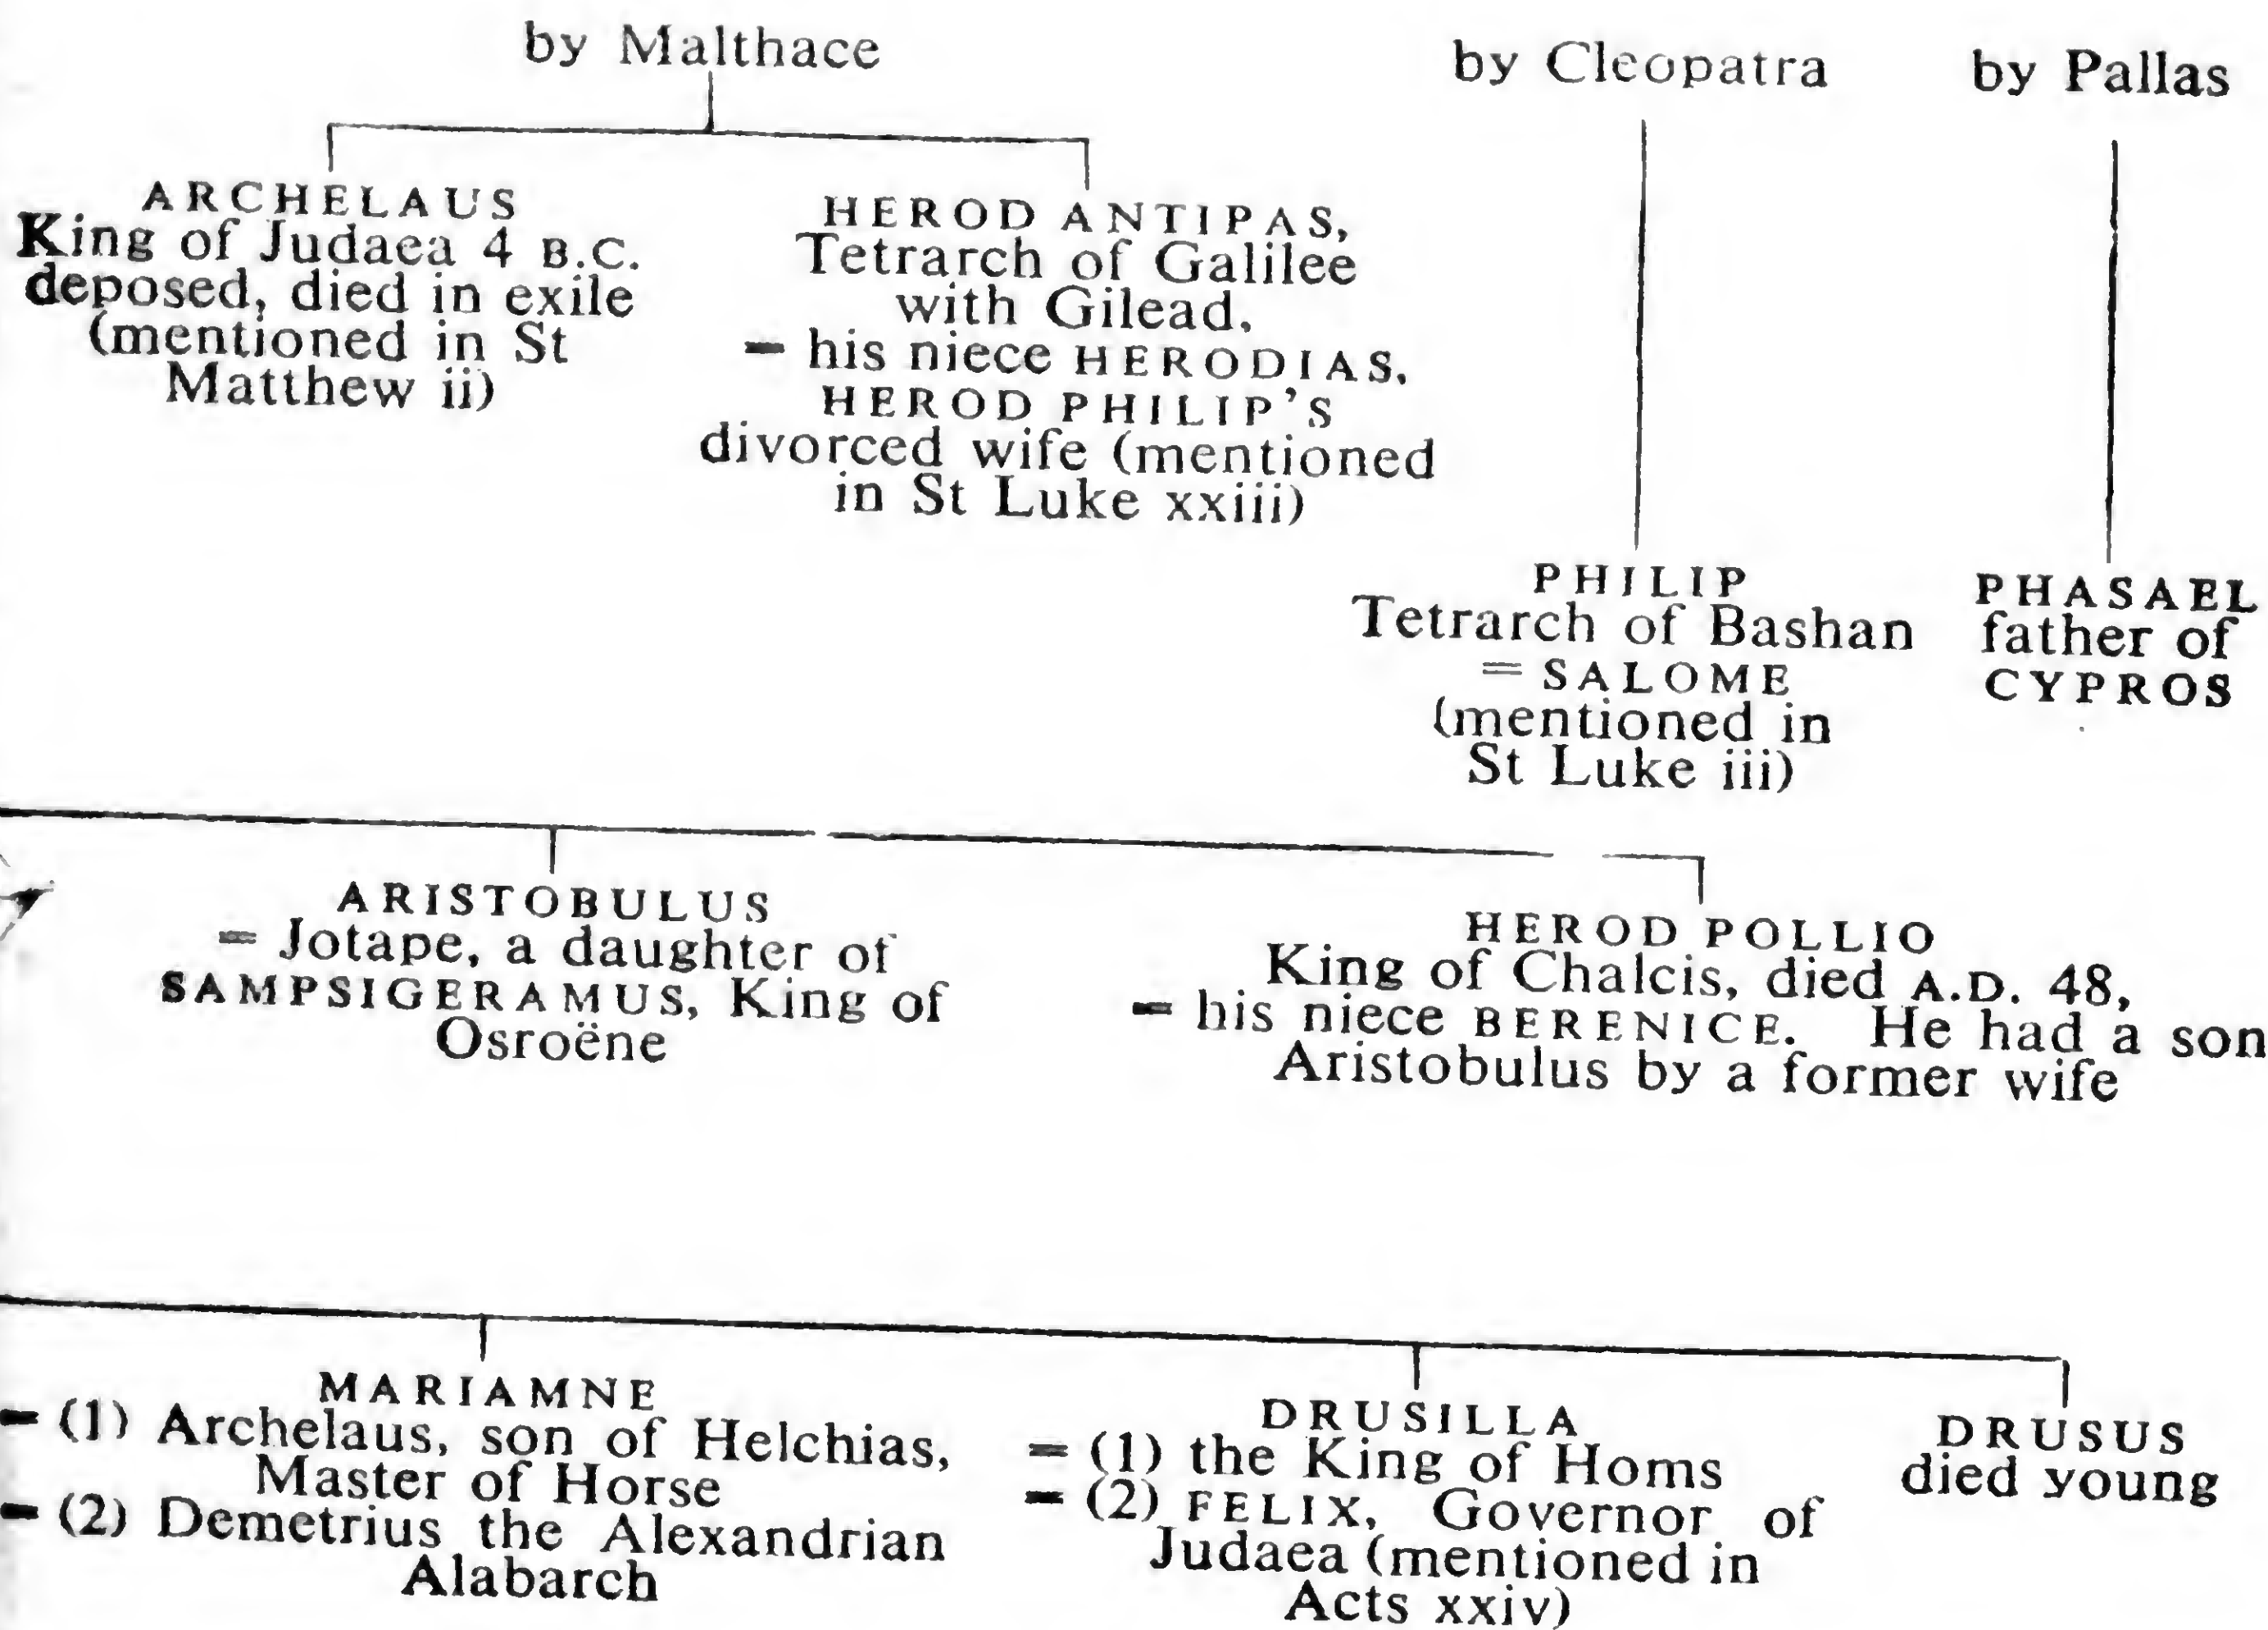 by Malthace
by Cleopatra
by Pallas
ARCHELAUS
King of Judaea 4 B.C.
deposed, died in exile
(mentioned in St
Matthew ii)
HEROD ANTIPAS,
Tetrarch of Galilee
with Gilead,
= his niece HERODIAS,
HEROD PHILIP'S
divorced wife (mentioned
in St Luke xxiii)
PHILIP
Tetrarch of Bashan
= SALOME
(mentioned in
St Luke iii)
PHASAEL
father of
CYPROS
ARISTOBULUS
= Jotape, a daughter of
SAMPSIGERAMUS, King of
Osroëne
HEROD POLLIO
King of Chalcis, died A.D. 48,
= his niece BERENICE. He had a son
Aristobulus by a former wife
MARIAMNE
= (1) Archelaus, son of Helchias,
Master of Horse
= (2) Demetrius the Alexandrian
Alabarch
DRUSILLA
= (1) the King of Homs
= (2) FELIX, Governor of
Judaea (mentioned in
Acts xxiv)
DRUSUS
died young